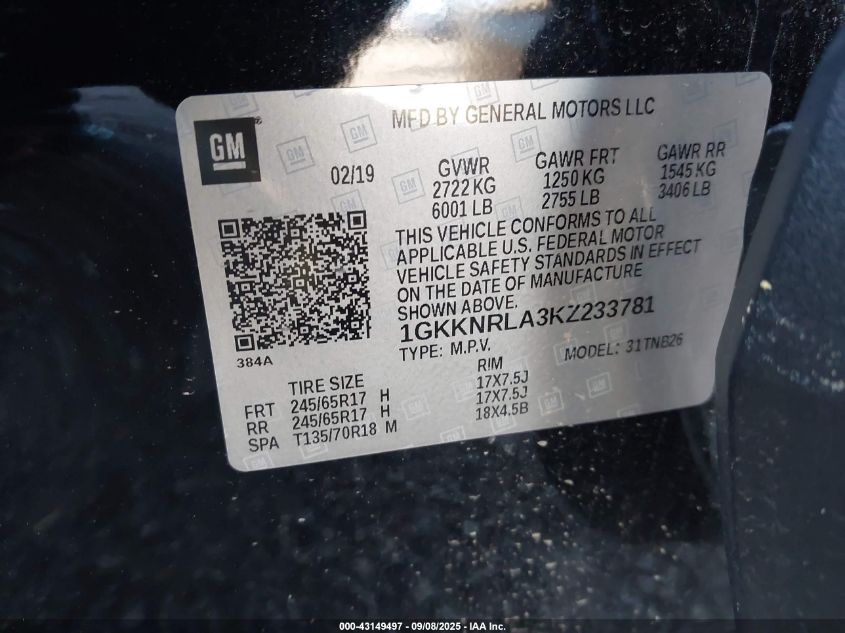 MFD BY GENERAL MOTORS LLC
GM®
02/19
GVWR GAWR FRT GAWR RR
2722 KG 1250 KG 1545 KG
6001 LB 2755 LB 3406 LB
THIS VEHICLE CONFORMS TO ALL
APPLICABLE U.S. FEDERAL MOTOR
VEHICLE SAFETY STANDARDS IN EFFECT
ON THE DATE OF MANUFACTURE
SHOWN ABOVE.
1GKKNRLA3KZ233781
TYPE: M.P.V. MODEL: 31TNB26
384A
TIRE SIZE RIM
FRT 245/65R17 H 17X7.5J
RR 245/65R17 H 17X7.5J
SPA T135/70R18 M 18X4.5B
000-43149497 - 09/08/2025 - IAA Inc.